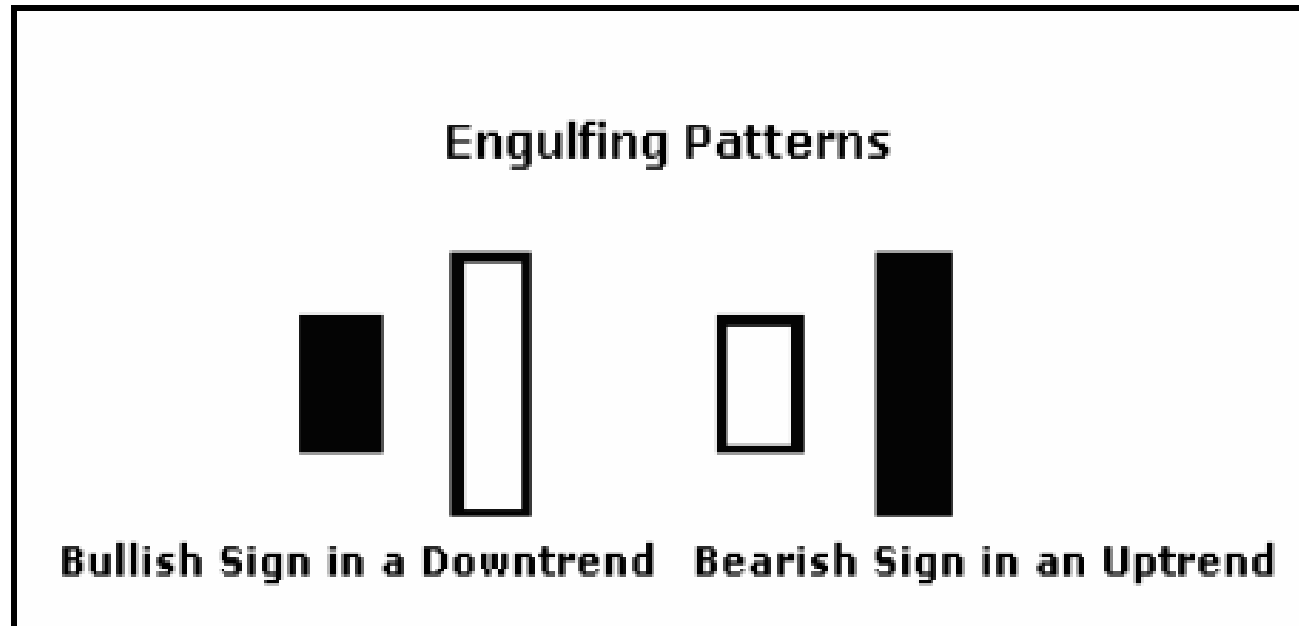 Engulfing Patterns
Bullish Sign in a Downtrend Bearish Sign in an Uptrend